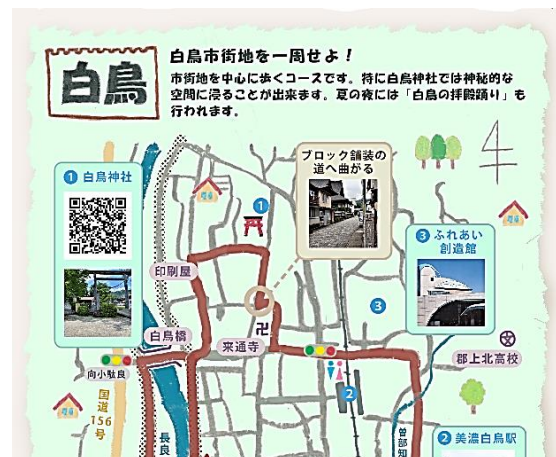 白鳥
白鳥市街地を一周せよ！
市街地を中心に歩くコースです。特に白鳥神社では神秘的な
空間に浸ることが出来ます。夏の夜には「白鳥の拝殿踊り」も
行われます。
1 白鳥神社
ブロック舗装の
道へ曲がる
1
3 ふれあい
創造館
印刷屋
3
白鳥橋
来通寺
郡上北高校
向小駄良
2
国道
156
号
長良
曽部知
2 美濃白鳥駅